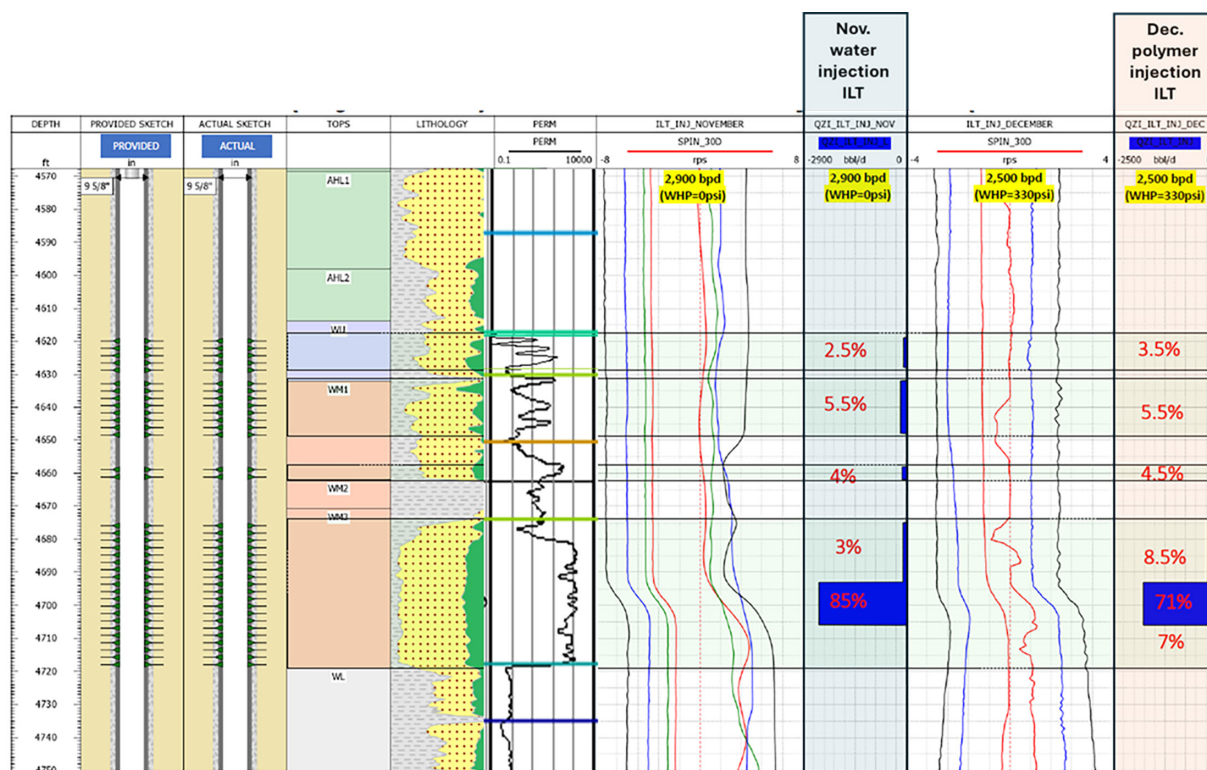 Nov.
water
injection
ILT
Dec.
polymer
injection
ILT
DEPTH PROVIDED SKETCH ACTUAL SKETCH TOPS LITHOLOGY PERM ILT_INJ_NOVEMBER QZI_ILT_INJ_NOV ILT_INJ_DECEMBER QZI_ILT_INJ_DEC
PROVIDED ACTUAL PERM SPIN_30D SPIN_30D QZI_ILT_INJ
ft in in 0.1 10000 -8 rps 8 -2900 bbl/d 0 -4 rps 4 -2500 bbl/d
4570 9 5/8" 9 5/8" AHL1 2,900 bpd 2,900 bpd 2,500 bpd 2,500 bpd
(WHP=0psi) (WHP=0psi) (WHP=330psi) (WHP=330psi)
4580
4590
4600 AHL2
4610
WU
4620 2.5% 3.5%
4630
WM1
4640 5.5% 5.5%
4650
4660 4% 4.5%
WM2
4670
WM3
4680
4690 3% 8.5%
4700 85% 71%
4710 7%
4720 WL
4730
4740
4750